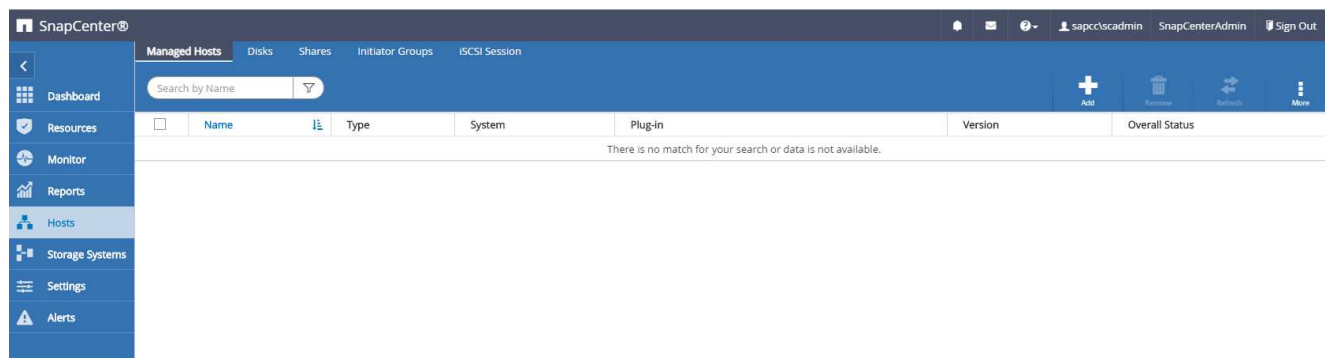 SnapCenter® sapcc\scadmin SnapCenterAdmin Sign Out
Managed Hosts Disks Shares Initiator Groups iSCSI Session
Search by Name
Add Remove Refresh More
Name Type System Plug-in Version Overall Status
There is no match for your search or data is not available.
Dashboard
Resources
Monitor
Reports
Hosts
Storage Systems
Settings
Alerts